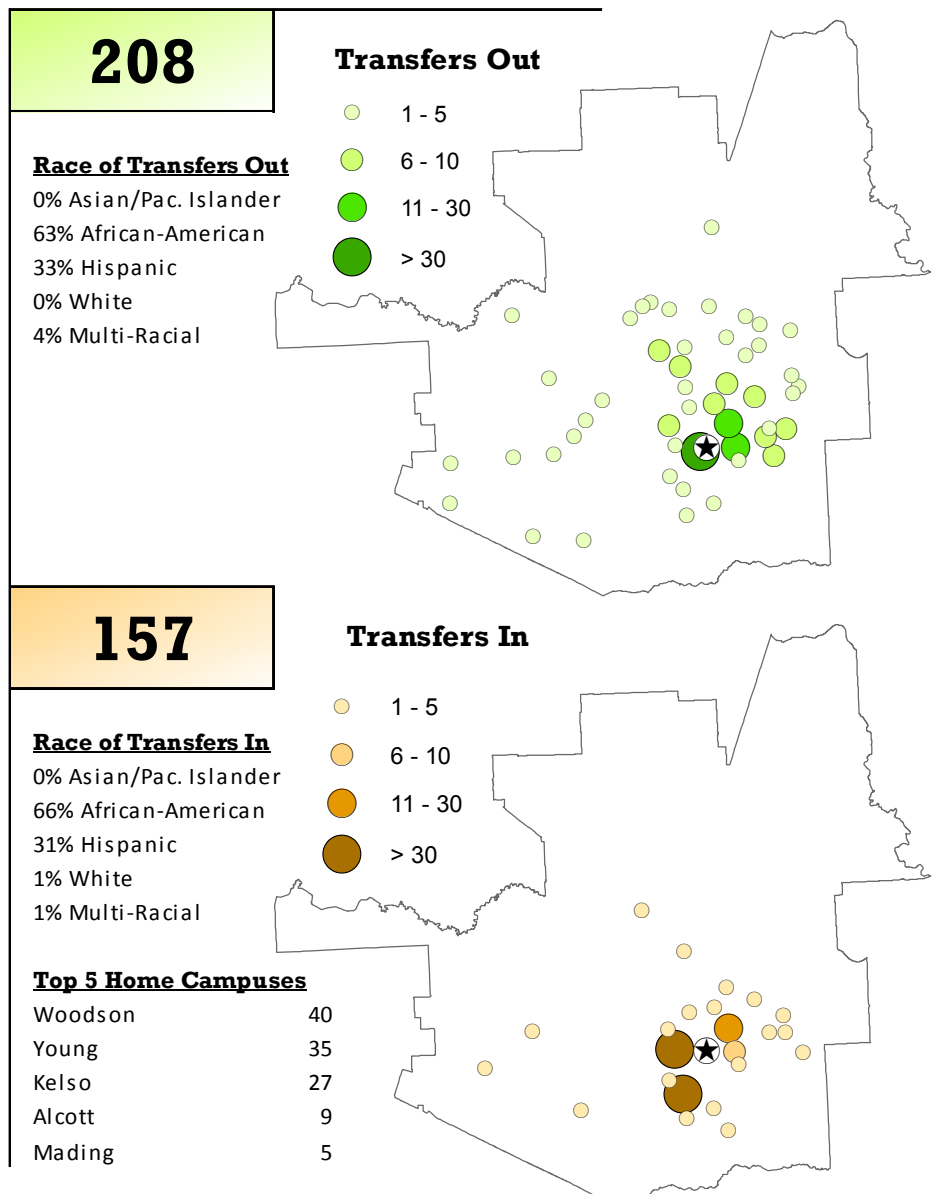 208
Transfers Out
1 - 5
6 - 10
11 - 30
> 30
Race of Transfers Out
0% Asian/Pac. Islander
63% African-American
33% Hispanic
0% White
4% Multi-Racial
157
Transfers In
1 - 5
6 - 10
11 - 30
> 30
Race of Transfers In
0% Asian/Pac. Islander
66% African-American
31% Hispanic
1% White
1% Multi-Racial
Top 5 Home Campuses
Woodson 40
Young 35
Kelso 27
Alcott 9
Mading 5